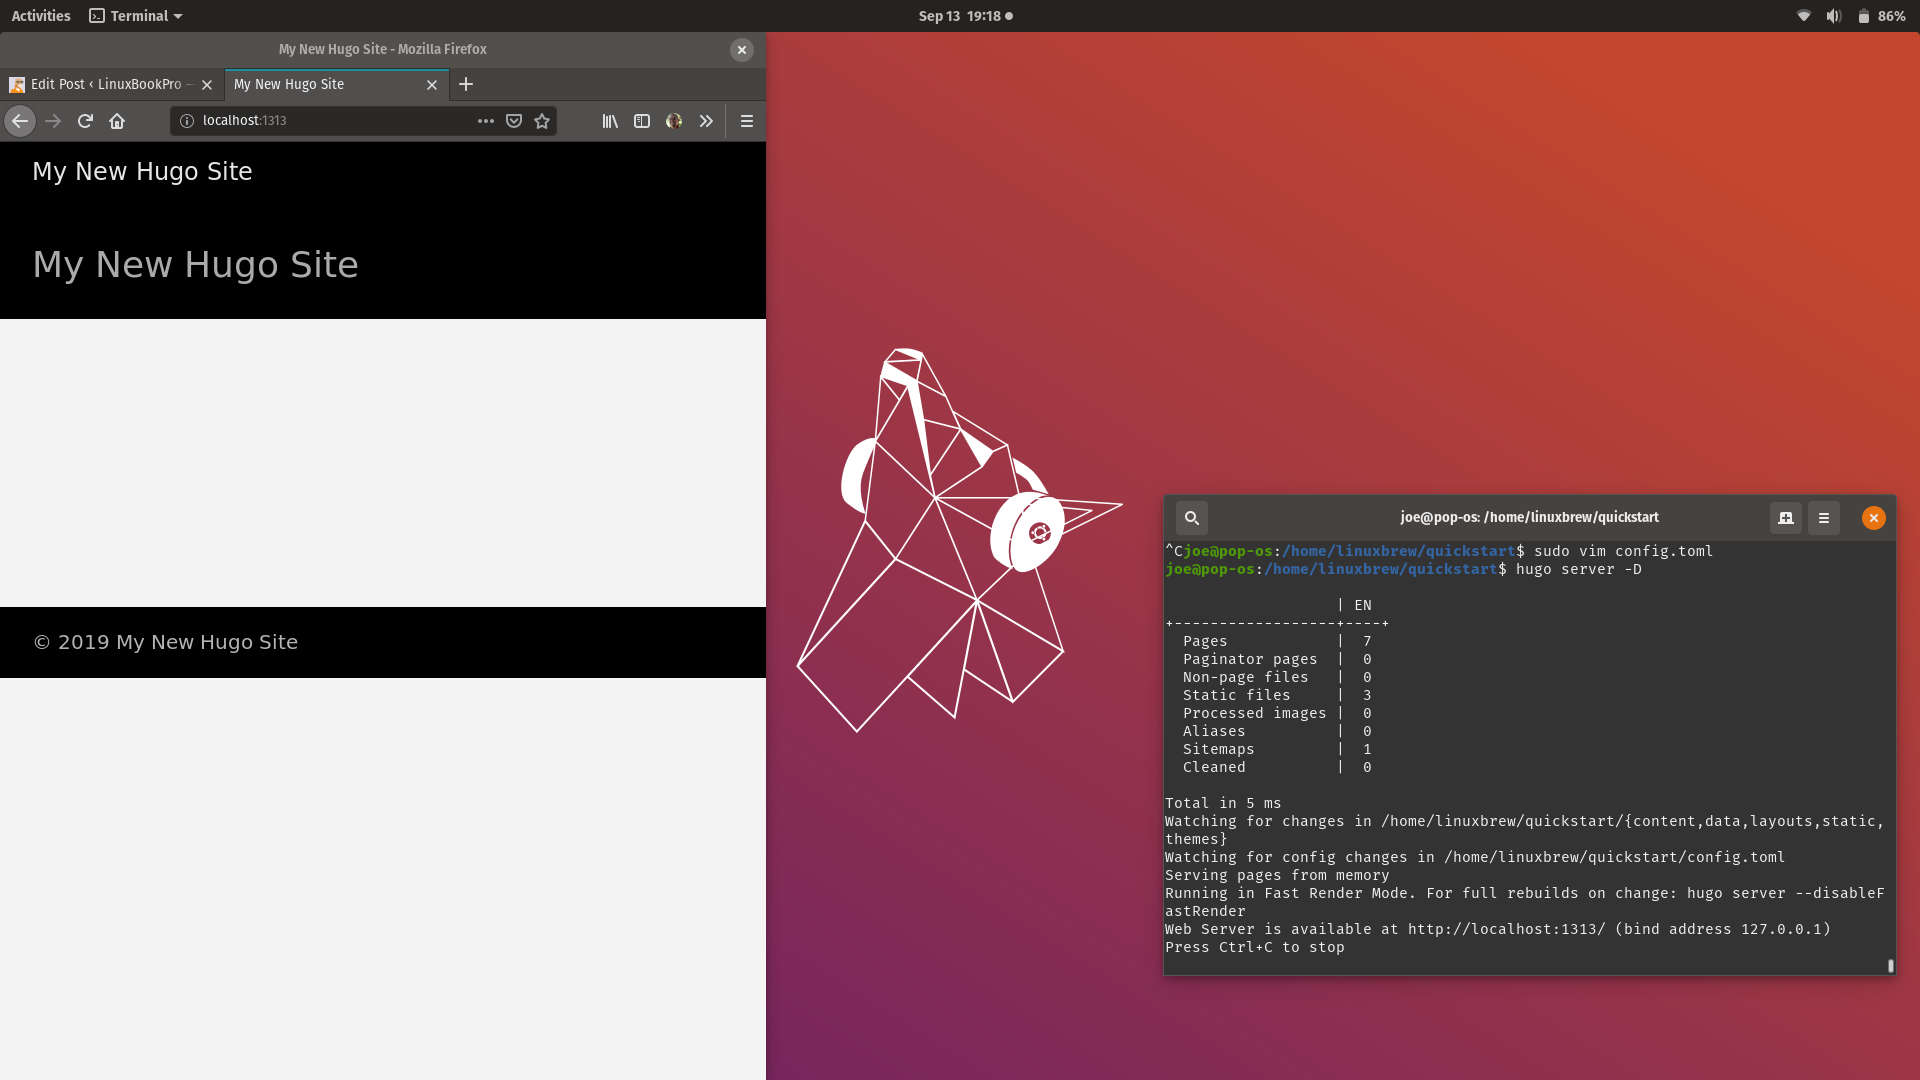 Activities
Terminal
Sep 13 19:18
86%
My New Hugo Site - Mozilla Firefox
Edit Post ‹ LinuxBookPro —
My New Hugo Site
localhost:1313
My New Hugo Site
My New Hugo Site
© 2019 My New Hugo Site
joe@pop-os: /home/linuxbrew/quickstart
^Cjoe@pop-os:/home/linuxbrew/quickstart$ sudo vim config.toml
joe@pop-os:/home/linuxbrew/quickstart$ hugo server -D
| EN
+------------------+----+
Pages | 7
Paginator pages | 0
Non-page files | 0
Static files | 3
Processed images | 0
Aliases | 0
Sitemaps | 1
Cleaned | 0
Total in 5 ms
Watching for changes in /home/linuxbrew/quickstart/{content,data,layouts,static,
themes}
Watching for config changes in /home/linuxbrew/quickstart/config.toml
Serving pages from memory
Running in Fast Render Mode. For full rebuilds on change: hugo server --disableF
astRender
Web Server is available at http://localhost:1313/ (bind address 127.0.0.1)
Press Ctrl+C to stop